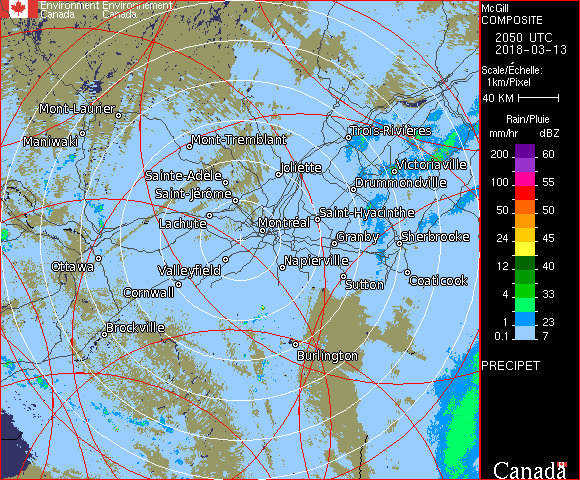 Environment Environnement
Canada Canada
McGill
COMPOSITE
2050 UTC
2018-03-13
Scale/Échelle:
1km/Pixel
40 KM
Rain/Pluie
mm/hr dBZ
200 60
100 55
50 50
24 45
12 40
4 33
1 23
0.1 7
PRECIPET
Canada
Mont-Laurier
Maniwaki
Mont-Tremblant
Trois-Rivières
Joliette
Victoriaville
Sainte-Adèle
Drummondville
Saint-Jérôme
Lachute
Saint-Hyacinthe
Montréal
Granby
Sherbrooke
Ottawa
Valleyfield
Napierville
Coaticook
Sutton
Cornwall
Brockville
Burlington